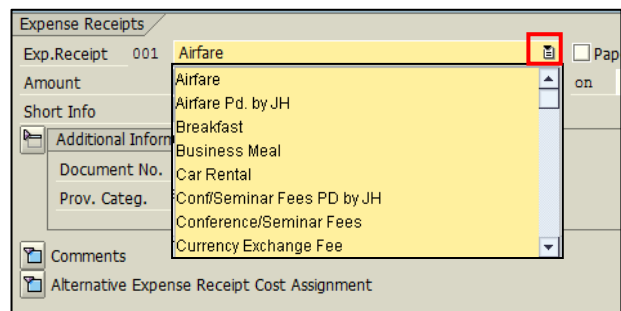 Expense Receipts
Exp.Receipt 001 Airfare Pap
Amount on
Short Info
Airfare
Airfare Pd. by JH
Breakfast
Business Meal
Car Rental
Conf/Seminar Fees PD by JH
Conference/Seminar Fees
Currency Exchange Fee
Additional Inforn
Document No.
Prov. Categ.
Comments
Alternative Expense Receipt Cost Assignment